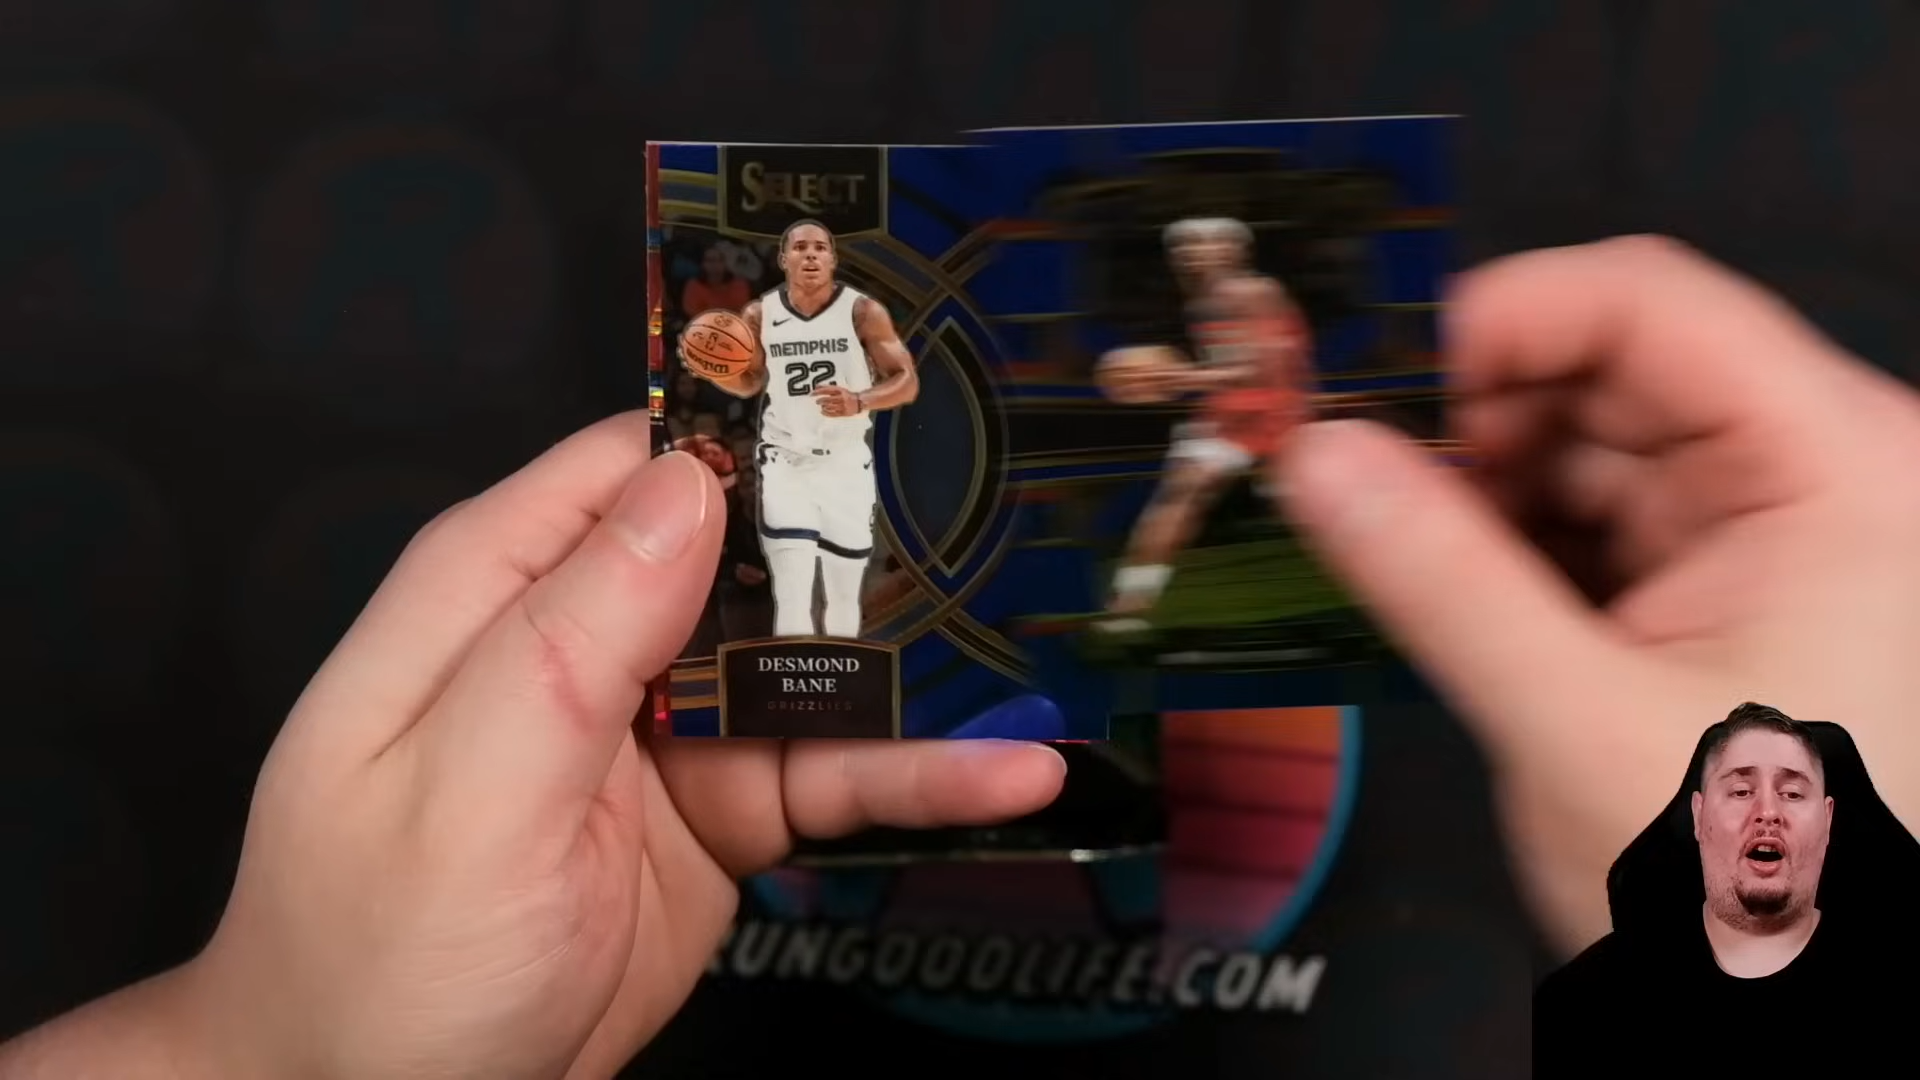 SELECT
MEMPHIS
22
DESMOND
BANE
GRIZZLIES
RUNGOODLIFE.COM